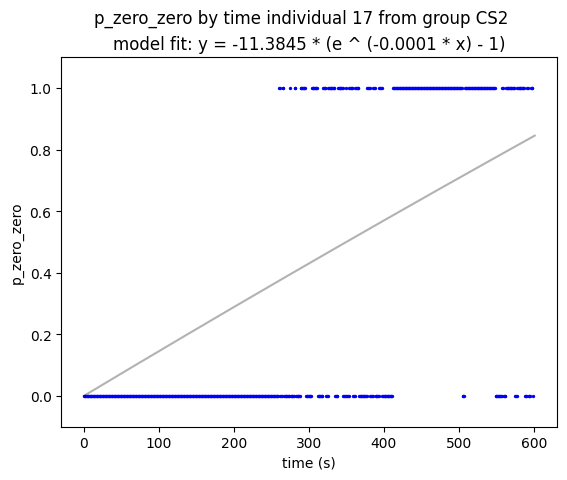 p_zero_zero by time individual 17 from group CS2
model fit: y = -11.3845 * (e ^ (-0.0001 * x) - 1)
1.0
0.8
0.6
0.4
0.2
0.0
p_zero_zero
0 100 200 300 400 500 600
time (s)